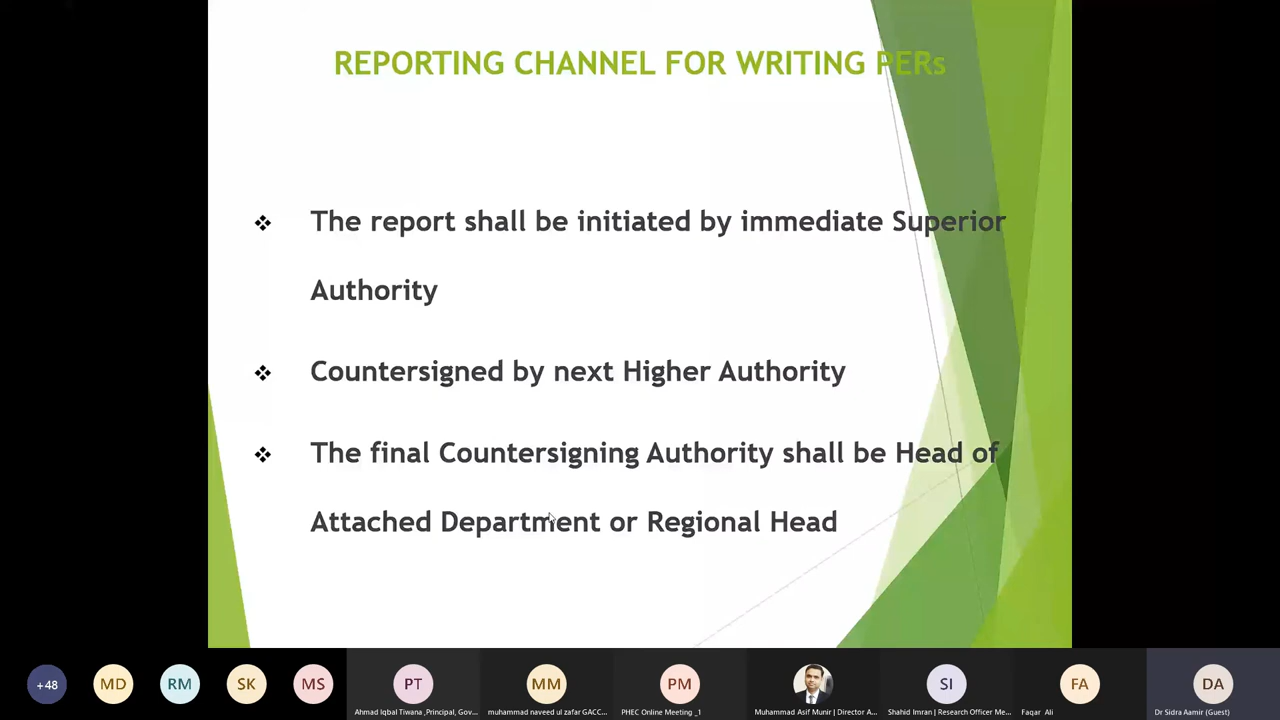 REPORTING CHANNEL FOR WRITING PERs
❖ The report shall be initiated by immediate Superior
Authority
❖ Countersigned by next Higher Authority
❖ The final Countersigning Authority shall be Head of
Attached Department or Regional Head
+48
MD
RM
SK
MS
PT
MM
PM
SI
FA
DA
Ahmad Iqbal Tiwana ,Principal, Gov...
muhammad naveed ul zafar GACC...
PHEC Online Meeting _1
Muhammad Asif Munir | Director A...
Shahid Imran | Research Officer Me...
Faqar Ali
Dr Sidra Aamir (Guest)